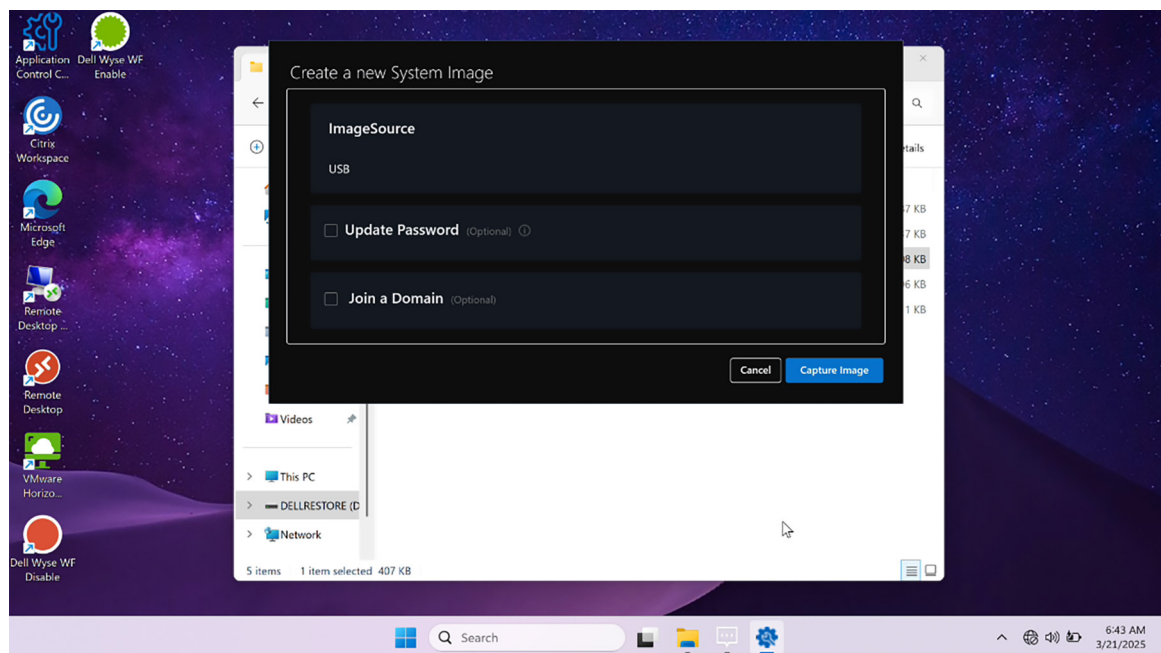 Application
Control C...
Dell Wyse WF
Enable
Citrix
Workspace
Microsoft
Edge
Remote
Desktop ...
Remote
Desktop
VMware
Horizo...
Dell Wyse WF
Disable
Create a new System Image
ImageSource
USB
Update Password (Optional)
Join a Domain (Optional)
Cancel
Capture Image
tails
7 KB
7 KB
8 KB
6 KB
1 KB
Videos
This PC
DELLRESTORE (D
Network
5 items 1 item selected 407 KB
Search
6:43 AM
3/21/2025